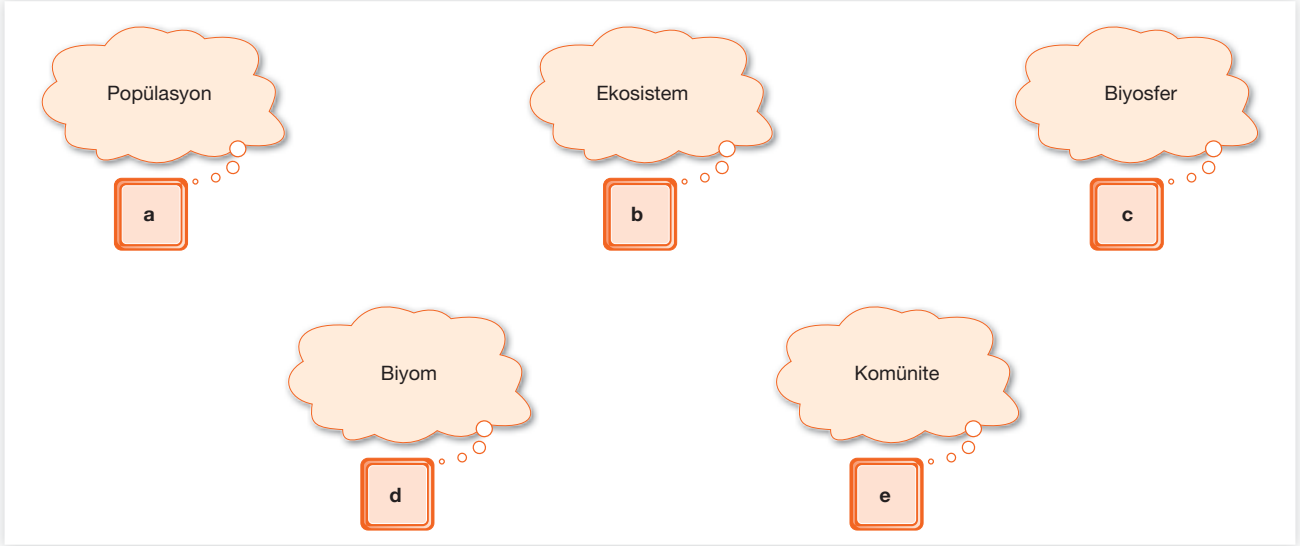 Popülasyon
Ekosistem
Biyosfer
a
b
c
Biyom
Komünite
d
e